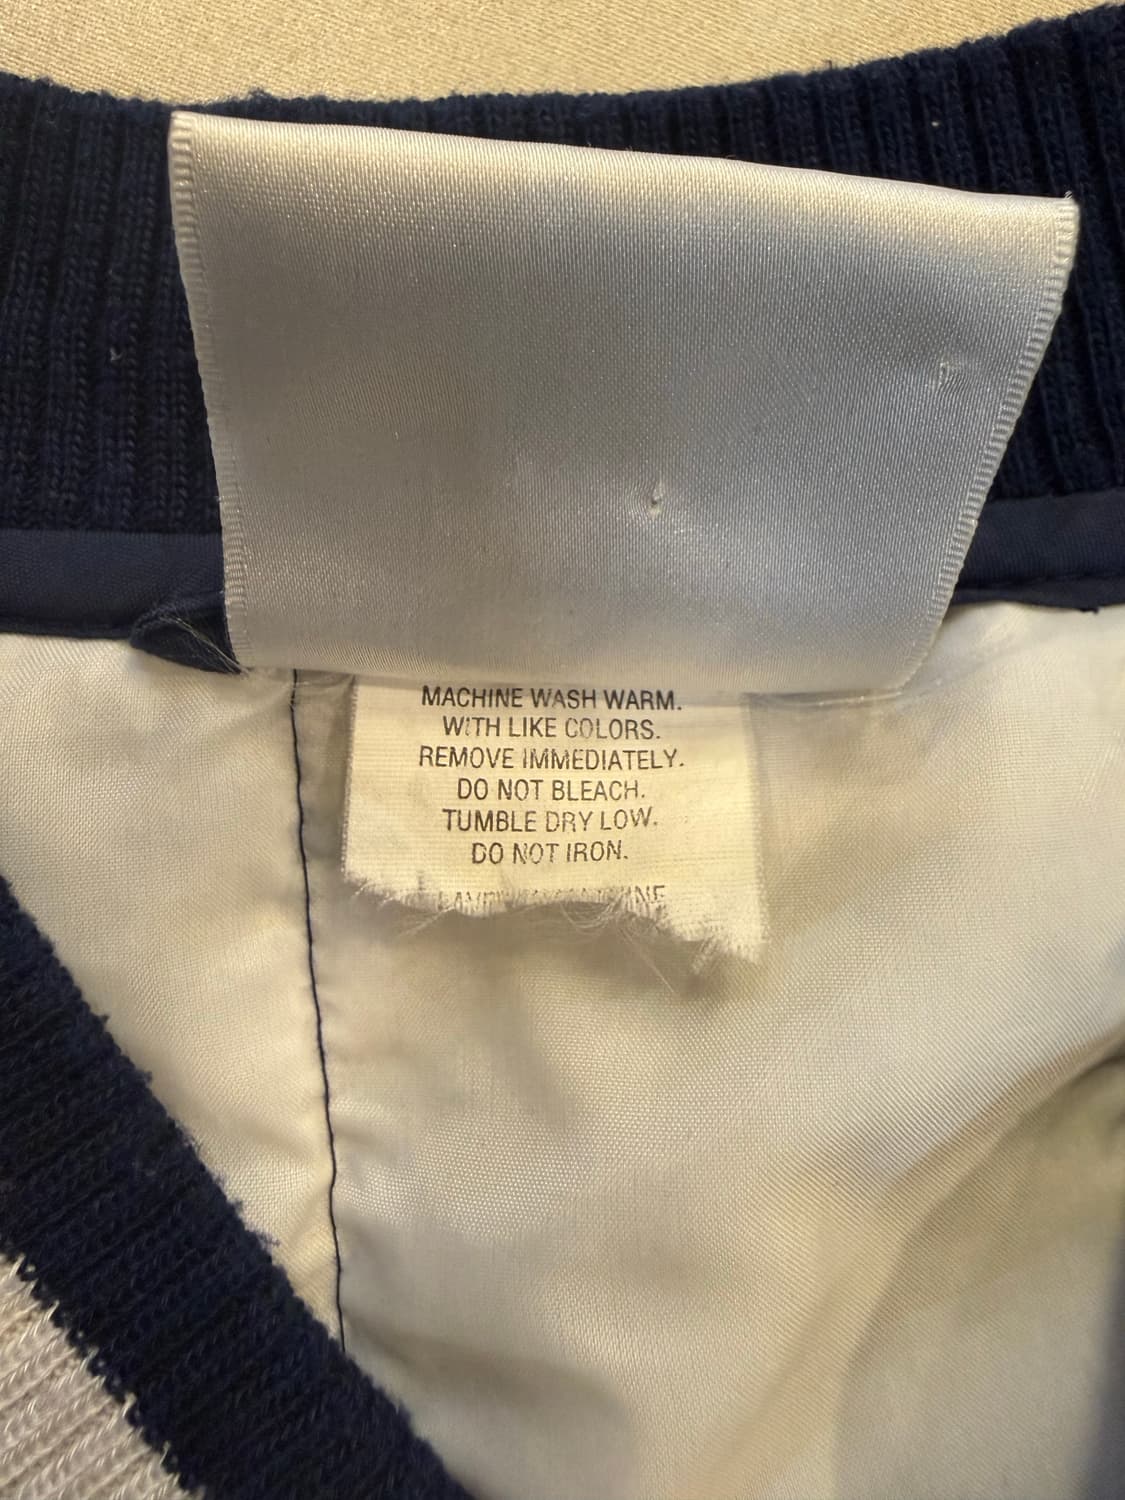 MACHINE WASH WARM.
WITH LIKE COLORS.
REMOVE IMMEDIATELY.
DO NOT BLEACH.
TUMBLE DRY LOW.
DO NOT IRON.